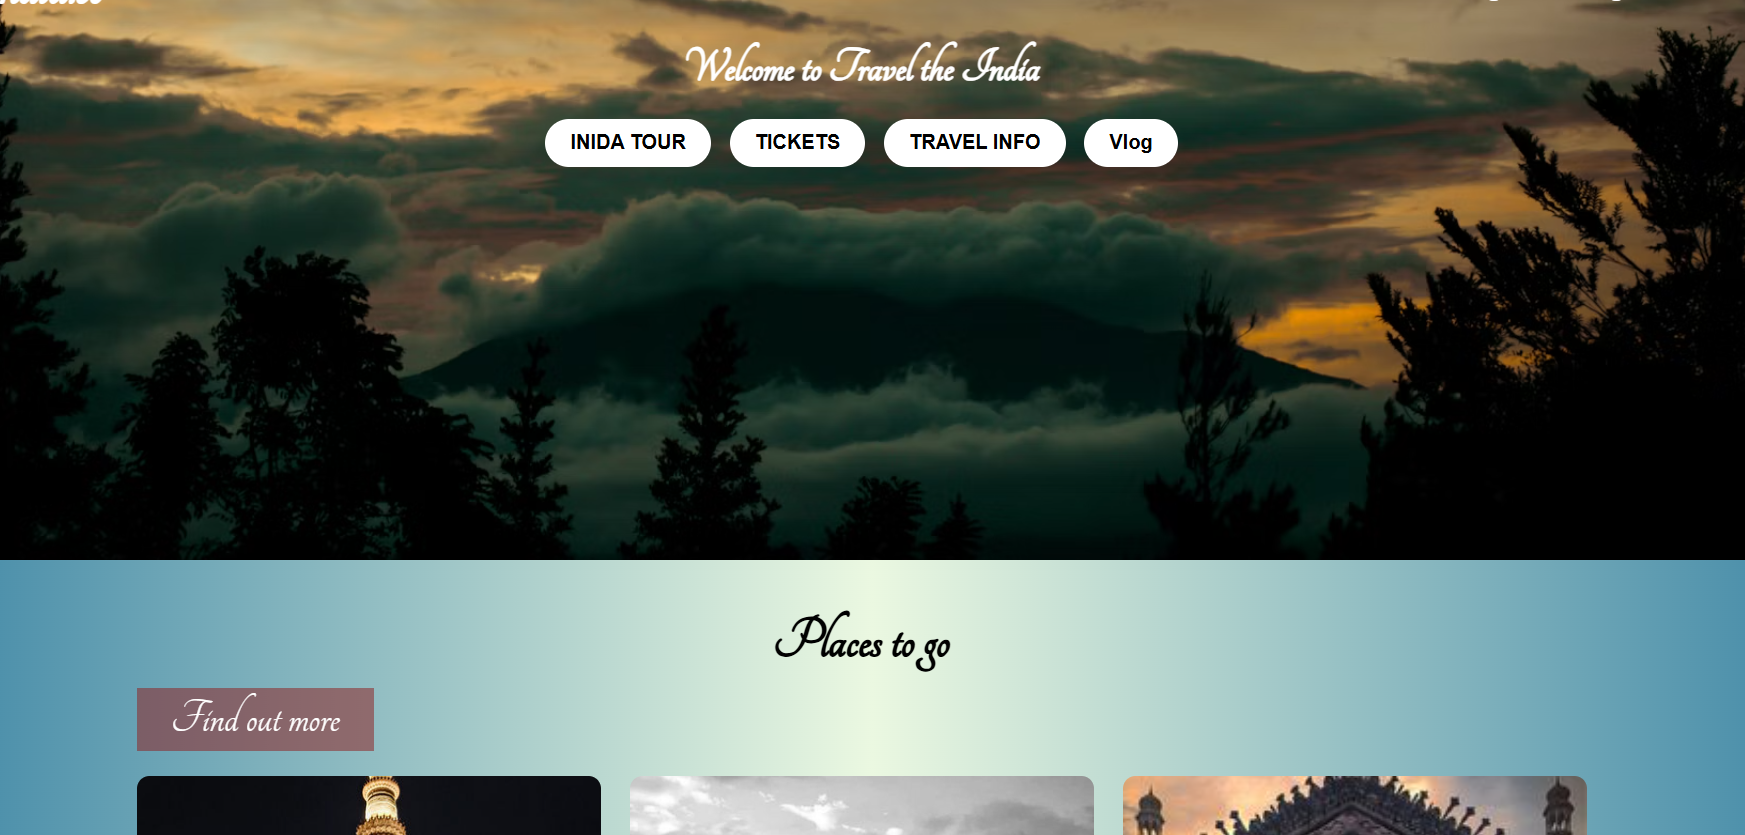 Welcome to Travel the India
INIDA TOUR TICKETS TRAVEL INFO Vlog
Places to go
Find out more